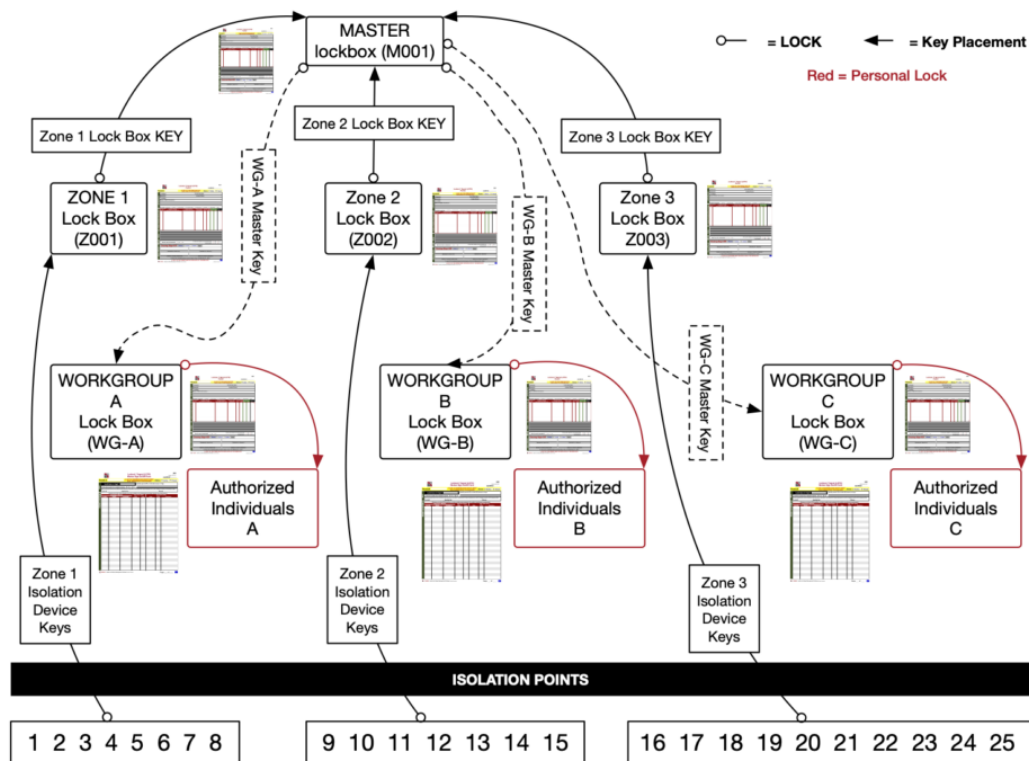 MASTER
lockbox (M001)
= LOCK
= Key Placement
Red = Personal Lock
Zone 1 Lock Box KEY
Zone 2 Lock Box KEY
Zone 3 Lock Box KEY
WG-A Master Key
WG-B Master Key
WG-C Master Key
ZONE 1
Lock Box
(Z001)
Zone 2
Lock Box
(Z002)
Zone 3
Lock Box
Z003)
WORKGROUP
A
Lock Box
(WG-A)
WORKGROUP
B
Lock Box
(WG-B)
WORKGROUP
C
Lock Box
(WG-C)
Authorized
Individuals
A
Authorized
Individuals
B
Authorized
Individuals
C
Zone 1
Isolation
Device
Keys
Zone 2
Isolation
Device
Keys
Zone 3
Isolation
Device
Keys
ISOLATION POINTS
1 2 3 4 5 6 7 8
9 10 11 12 13 14 15
16 17 18 19 20 21 22 23 24 25